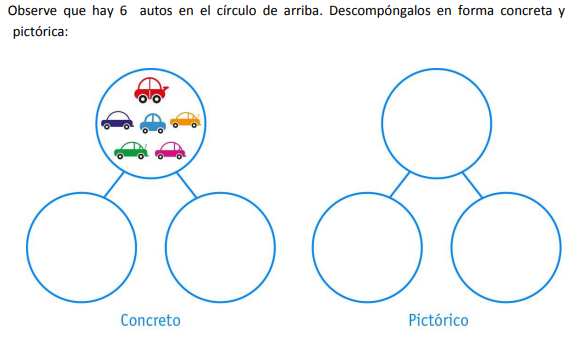 Observe que hay 6 autos en el círculo de arriba. Descompóngalos en forma concreta y
pictórica:
Concreto
Pictórico